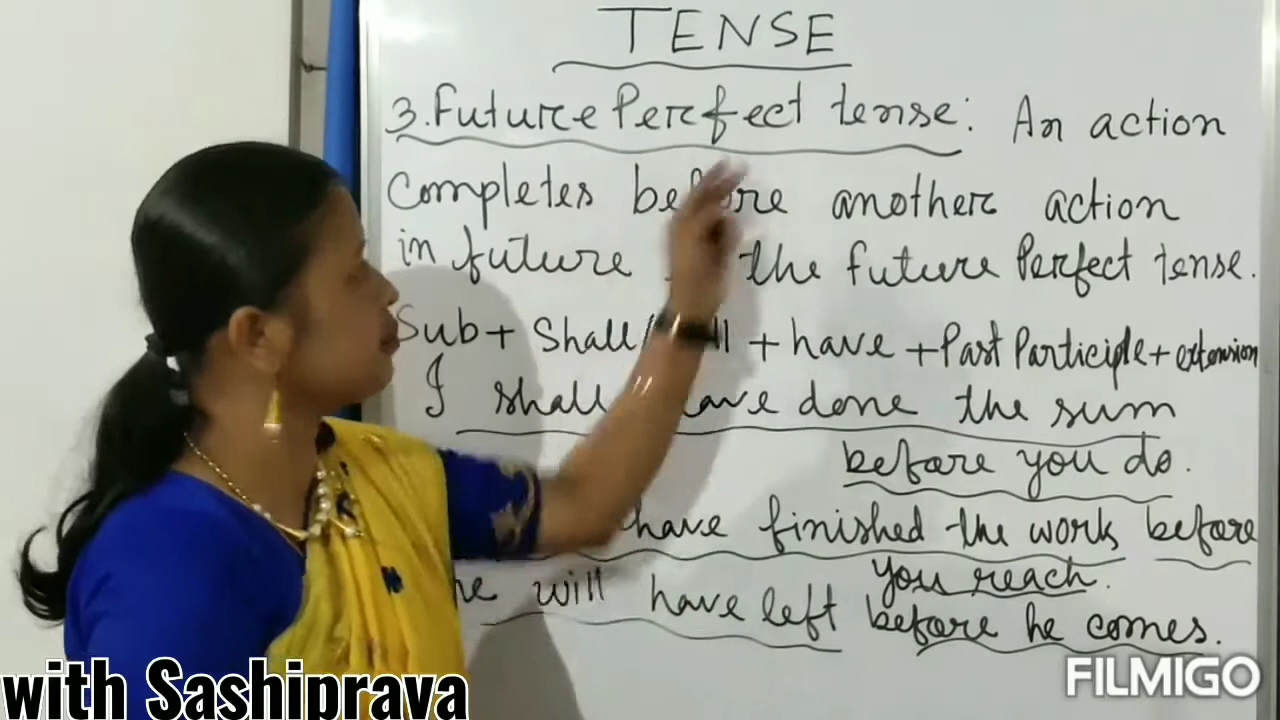 TENSE
3. Future Perfect tense: An action
completes before another action
in future the future Perfect tense.
Sub + Shall/ + have + Past Participle + extension
I shall have done the sum
before you do.
have finished the work before
you reach.
will have left before he comes.
with Sashiprava
FILMIGO